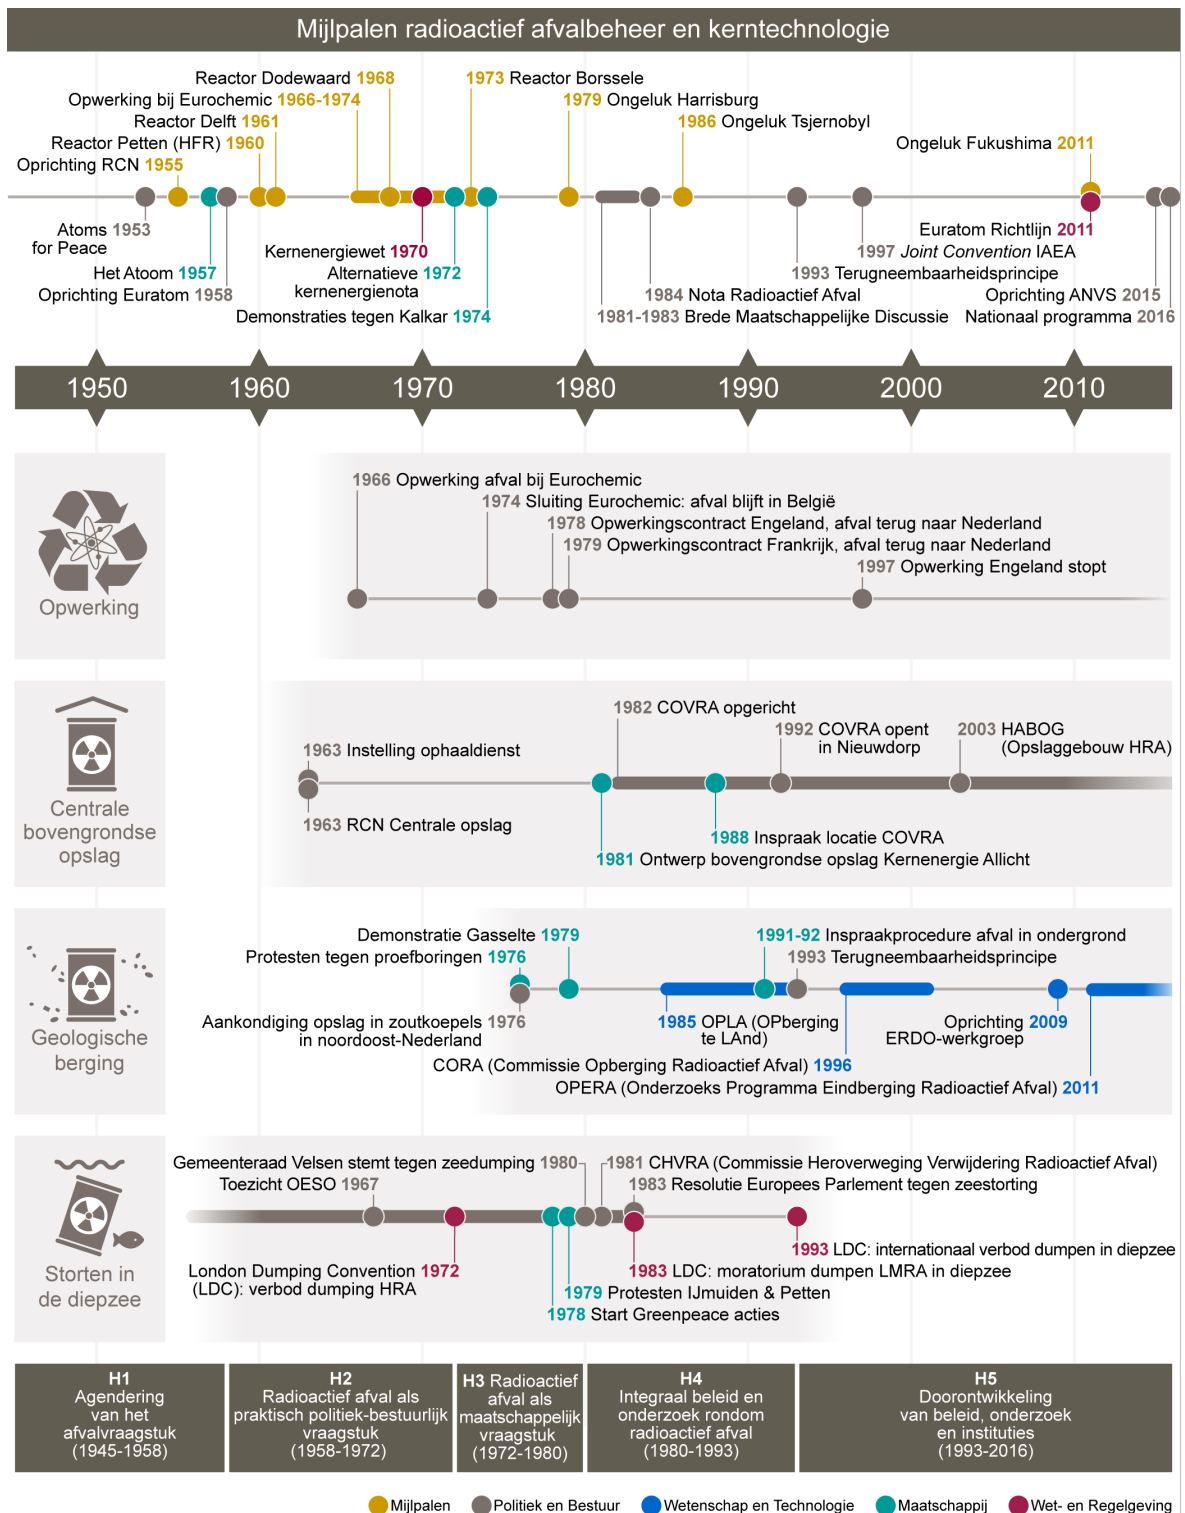 Mijlpalen radioactief afvalbeheer en kerntechnologie
Reactor Dodewaard 1968
1973 Reactor Borssele
Opwerking bij Eurochemic 1966-1974
1979 Ongeluk Harrisburg
Reactor Delft 1961
1986 Ongeluk Tsjernobyl
Reactor Petten (HFR) 1960
Ongeluk Fukushima 2011
Oprichting RCN 1955
Atoms 1953
for Peace
Euratom Richtlijn 2011
Kernenergiewet 1970
1997 Joint Convention IAEA
Het Atoom 1957
Alternatieve 1972
kernenergienota
1993 Terugneembaarheidsprincipe
Oprichting Euratom 1958
1984 Nota Radioactief Afval
Oprichting ANVS 2015
Demonstraties tegen Kalkar 1974
1981-1983 Brede Maatschappelijke Discussie
Nationaal programma 2016
1950
1960
1970
1980
1990
2000
2010
Opwerking
1966 Opwerking afval bij Eurochemic
1974 Sluiting Eurochemic: afval blijft in België
1978 Opwerkingscontract Engeland, afval terug naar Nederland
1979 Opwerkingscontract Frankrijk, afval terug naar Nederland
1997 Opwerking Engeland stopt
Centrale
bovengrondse
opslag
1982 COVRA opgericht
1963 Instelling ophaaldienst
1992 COVRA opent
in Nieuwdorp
2003 HABOG
(Opslaggebouw HRA)
1963 RCN Centrale opslag
1988 Inspraak locatie COVRA
1981 Ontwerp bovengrondse opslag Kernenergie Allicht
Geologische
berging
Demonstratie Gasselte 1979
1991-92 Inspraakprocedure afval in ondergrond
Protesten tegen proefboringen 1976
1993 Terugneembaarheidsprincipe
Aankondiging opslag in zoutkoepels 1976
in noordoost-Nederland
1985 OPLA (OPberging
te LAnd)
Oprichting 2009
ERDO-werkgroep
CORA (Commissie Opberging Radioactief Afval) 1996
OPERA (Onderzoeks Programma Eindberging Radioactief Afval) 2011
Storten in
de diepzee
Gemeenteraad Velsen stemt tegen zeedumping 1980
1981 CHVRA (Commissie Heroverweging Verwijdering Radioactief Afval)
Toezicht OESO 1967
1983 Resolutie Europees Parlement tegen zeestorting
1993 LDC: internationaal verbod dumpen in diepzee
London Dumping Convention 1972
(LDC): verbod dumping HRA
1983 LDC: moratorium dumpen LMRA in diepzee
1979 Protesten IJmuiden & Petten
1978 Start Greenpeace acties
H1
Agendering
van het
afvalvraagstuk
(1945-1958)
H2
Radioactief afval als
praktisch politiek-bestuurlijk
vraagstuk
(1958-1972)
H3 Radioactief
afval als
maatschappelijk
vraagstuk
(1972-1980)
H4
Integraal beleid en
onderzoek rondom
radioactief afval
(1980-1993)
H5
Doorontwikkeling
van beleid, onderzoek
en instituties
(1993-2016)
Mijlpalen
Politiek en Bestuur
Wetenschap en Technologie
Maatschappij
Wet- en Regelgeving